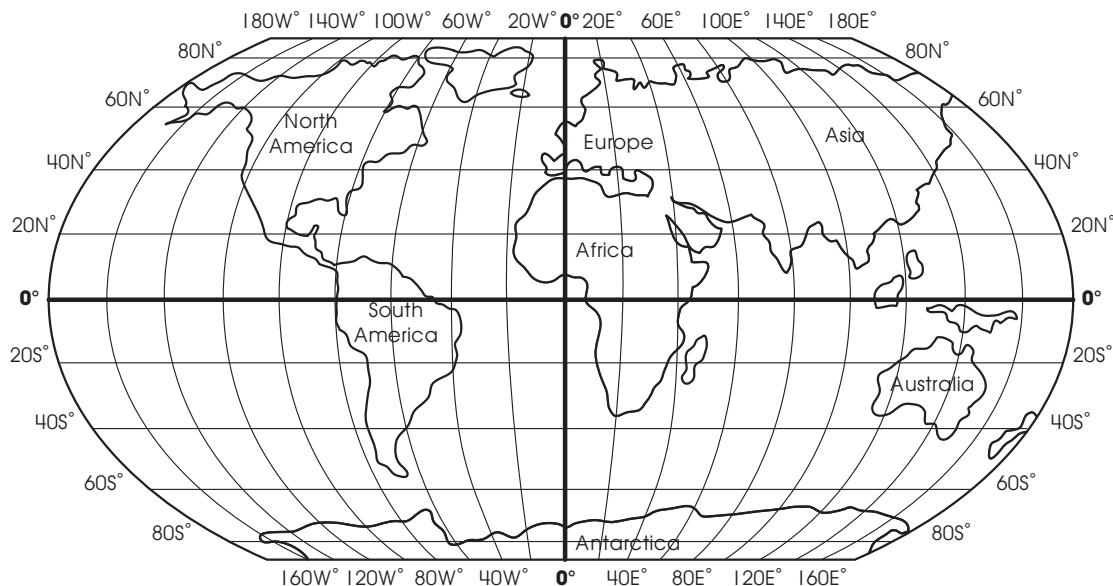 180W° 140W° 100W° 60W° 20W° 0° 20E° 60E° 100E° 140E° 180E°
80N° 80N°
60N° 60N°
North
America
Europe
Asia
40N° 40N°
20N° 20N°
Africa
0° 0°
South
America
20S° 20S°
Australia
40S° 40S°
60S° 60S°
80S° 80S°
Antarctica
160W° 120W° 80W° 40W° 0° 40E° 80E° 120E° 160E°